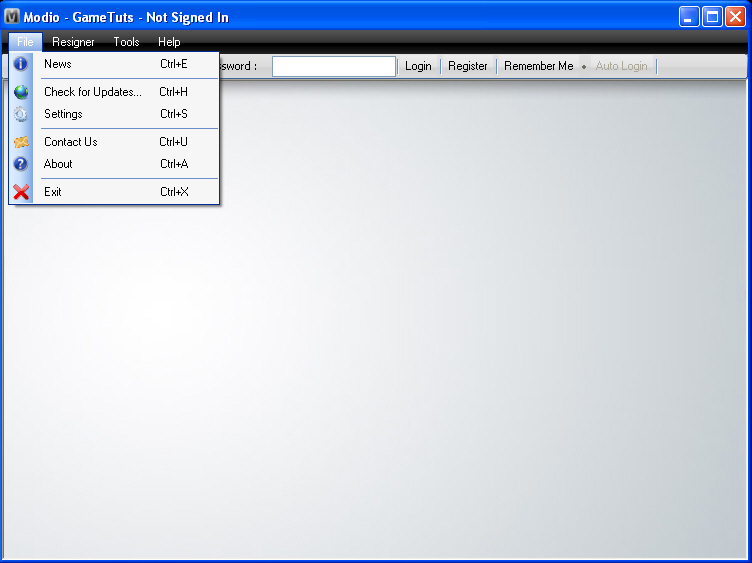 Modio - GameTuts - Not Signed In
File Resigner Tools Help
sword : Login Register Remember Me Auto Login
News Ctrl+E
Check for Updates... Ctrl+H
Settings Ctrl+S
Contact Us Ctrl+U
About Ctrl+A
Exit Ctrl+X